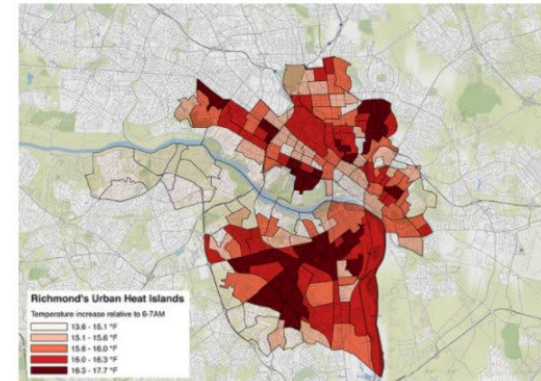 Richmond's Urban Heat Islands
Temperature increase relative to 6-7AM
13.6 - 15.1 °F
15.1 - 15.6 °F
15.6 - 16.0 °F
16.0 - 16.3 °F
16.3 - 17.7 °F